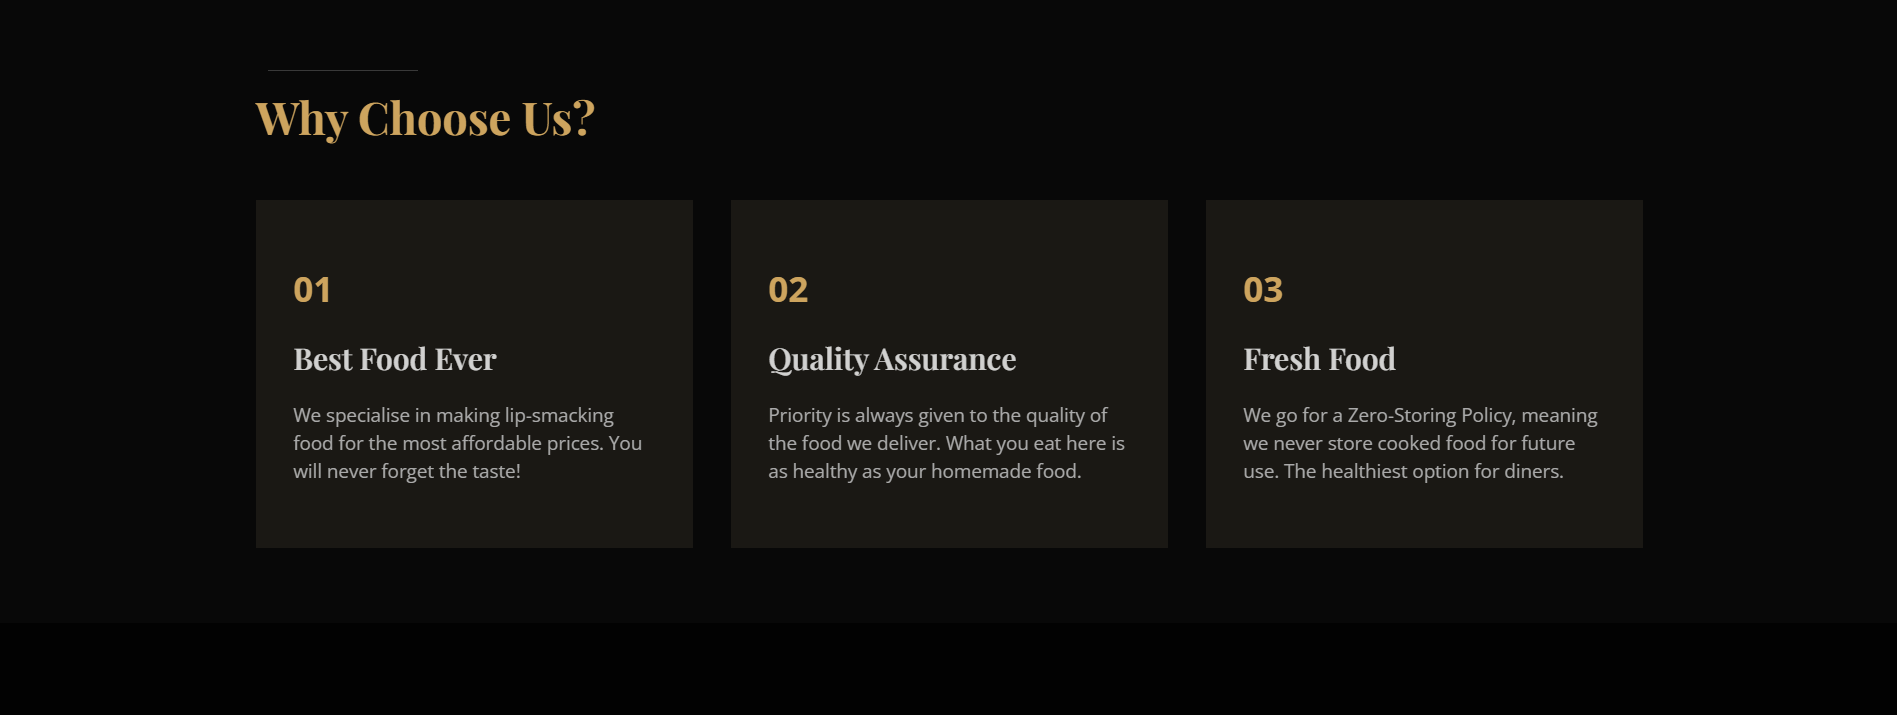 Why Choose Us?
01
Best Food Ever
We specialise in making lip-smacking
food for the most affordable prices. You
will never forget the taste!
02
Quality Assurance
Priority is always given to the quality of
the food we deliver. What you eat here is
as healthy as your homemade food.
03
Fresh Food
We go for a Zero-Storing Policy, meaning
we never store cooked food for future
use. The healthiest option for diners.